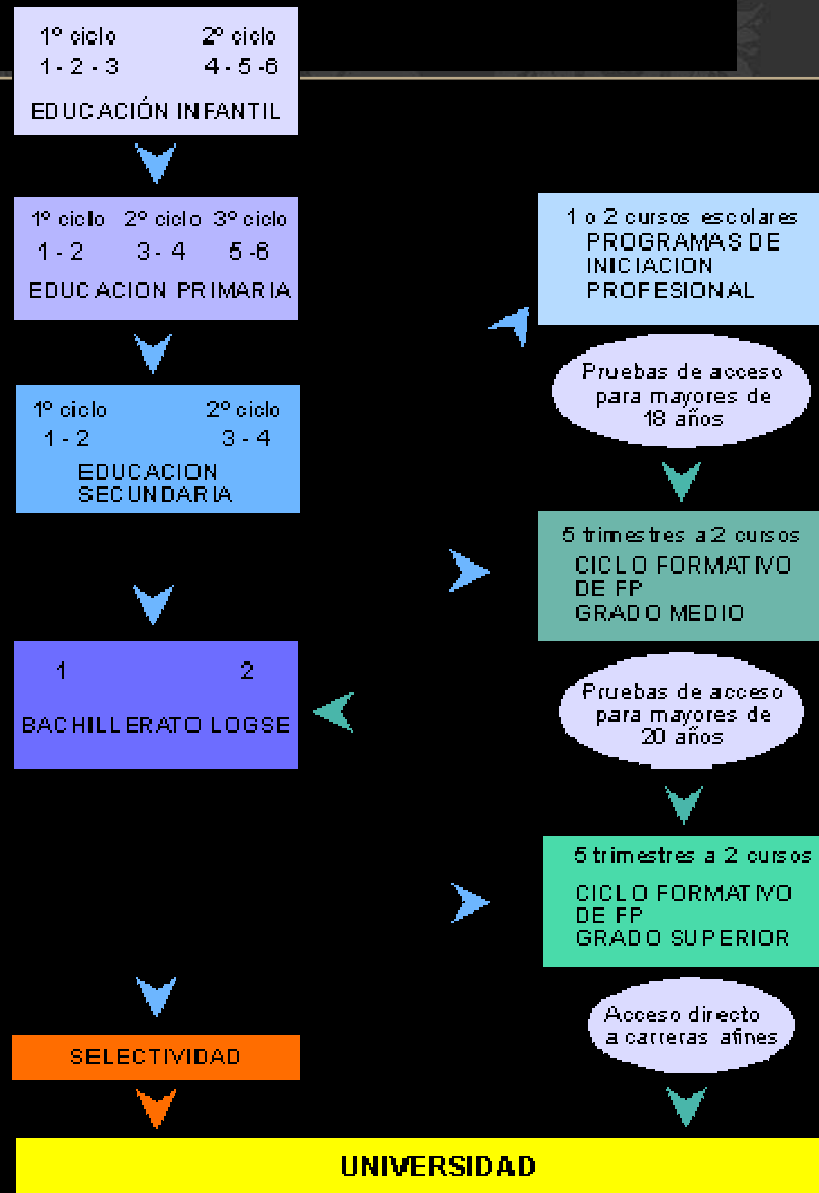 1º ciclo 2º ciclo
1 - 2 - 3 4 - 5 -6
EDUCACIÓN INFANTIL
1º ciclo 2º ciclo 3º ciclo
1 - 2 3 - 4 5 -6
EDUCACION PRIMARIA
1º ciclo 2º ciclo
1 - 2 3 - 4
EDUCACION
SECUNDARIA
1 2
BACHILLERATO LOGSE
SELECTIVIDAD
1 o 2 cursos escolares
PROGRAMAS DE
INICIACION
PROFESIONAL
Pruebas de acceso
para mayores de
18 años
5 trimestres a 2 cursos
CICLO FORMATIVO
DE FP
GRADO MEDIO
Pruebas de acceso
para mayores de
20 años
5 trimestres a 2 cursos
CICLO FORMATIVO
DE FP
GRADO SUPERIOR
Acceso directo
a carreras afines
UNIVERSIDAD